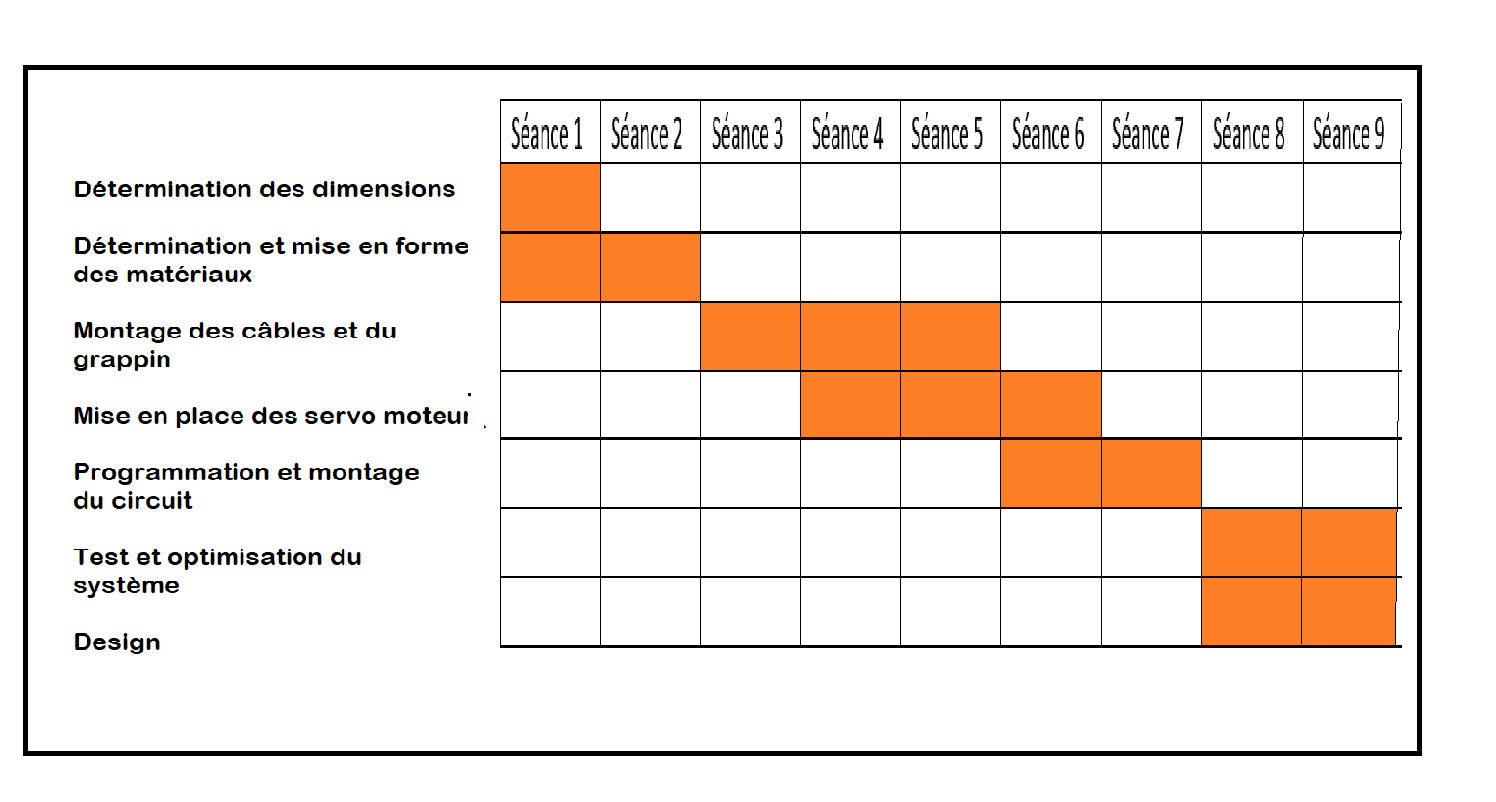 Séance 1 Séance 2 Séance 3 Séance 4 Séance 5 Séance 6 Séance 7 Séance 8 Séance 9
Détermination des dimensions
Détermination et mise en forme
des matériaux
Montage des câbles et du
grappin
Mise en place des servo moteur
Programmation et montage
du circuit
Test et optimisation du
système
Design